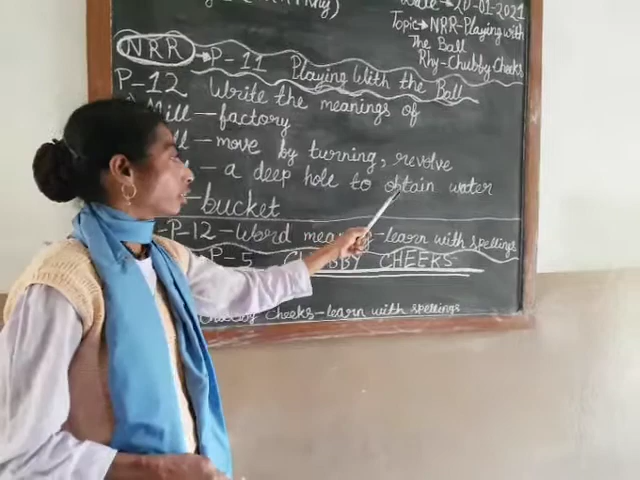 Date→20-01-2021
Topic→NRR-Playing with
The Ball
Rhy-Chubby Cheeks
NRR→P-11 Playing With the Ball
P-12 Write the meanings of
Mill - factory
- move by turning, revolve
- a deep hole to obtain water
- bucket
P-12-Word meaning-learn with spellings
P-5 CHUBBY CHEEKS
Chubby Cheeks-learn with spellings